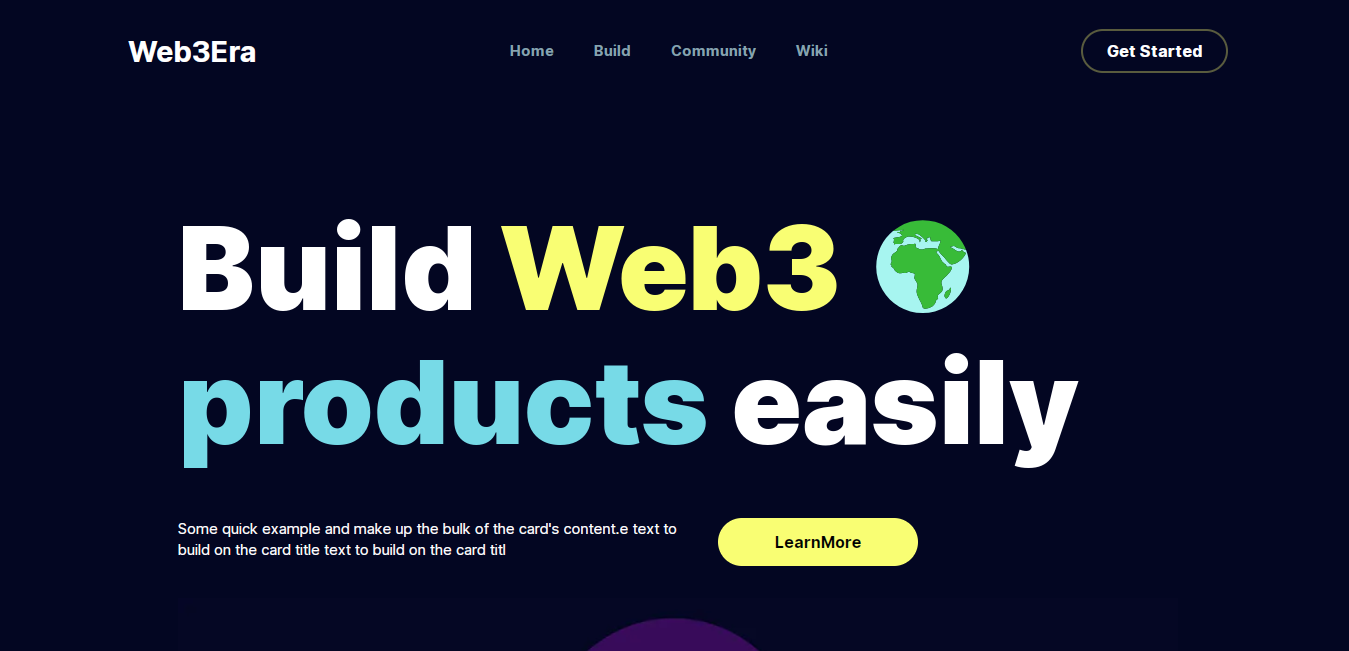 Web3Era
Home Build Community Wiki
Get Started
Build Web3
products easily
Some quick example and make up the bulk of the card's content.e text to
build on the card title text to build on the card titl
LearnMore